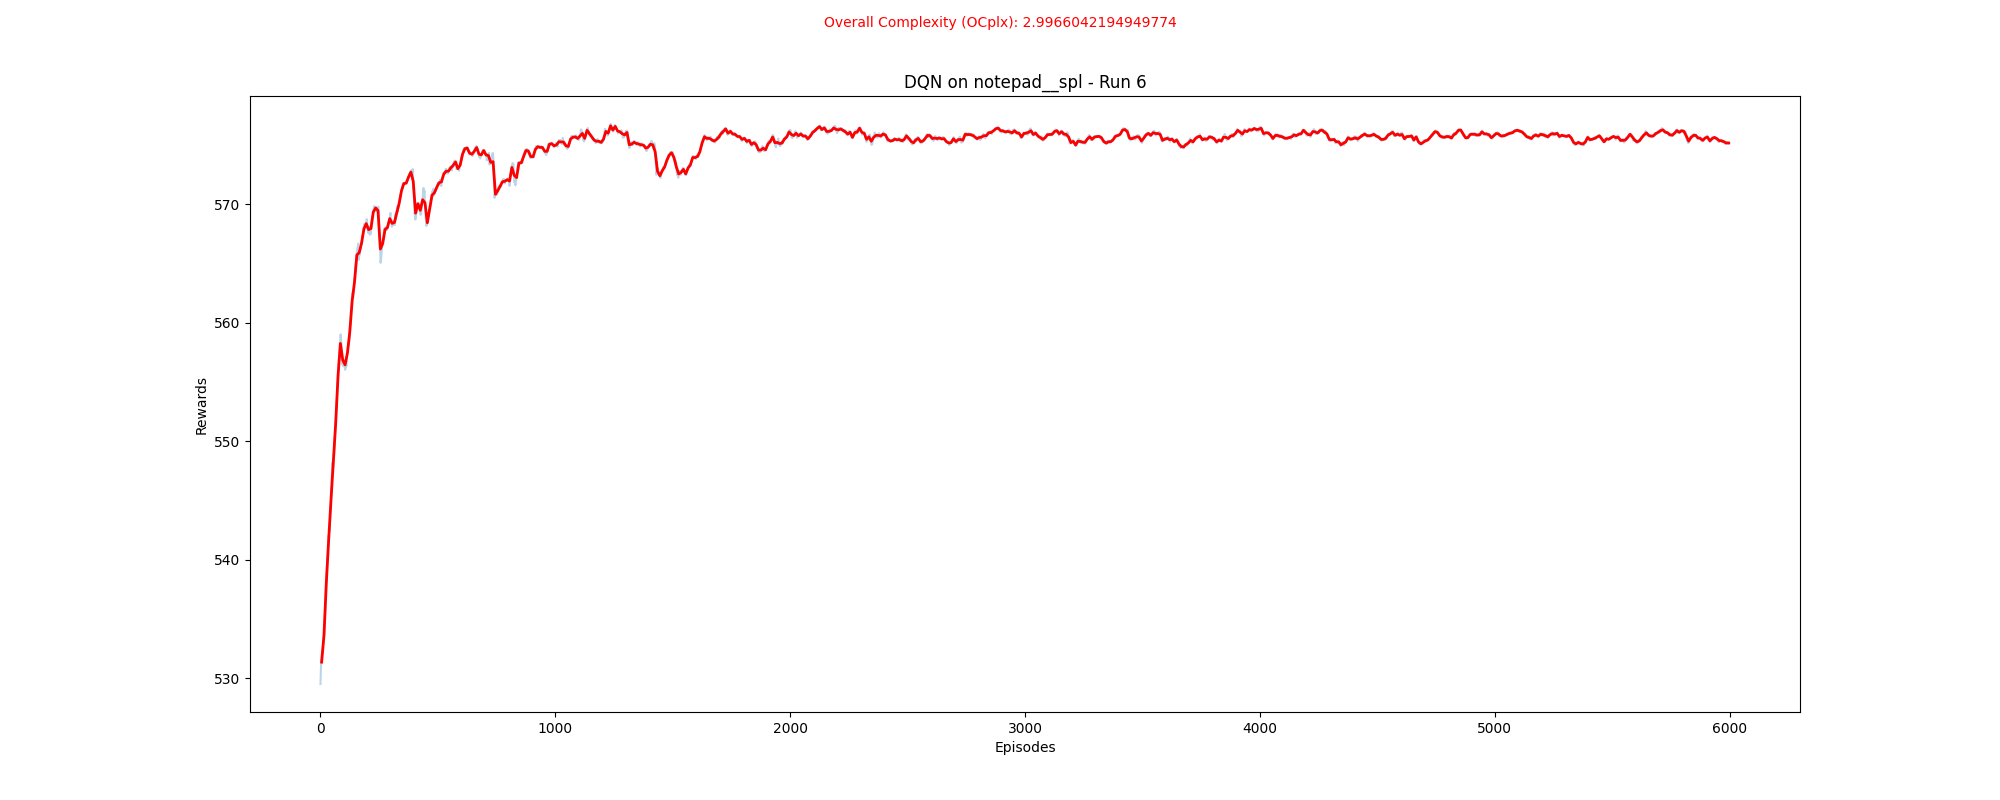 Overall Complexity (OCplx): 2.9966042194949774
DQN on notepad__spl - Run 6
Rewards
570
560
550
540
530
0 1000 2000 3000 4000 5000 6000
Episodes